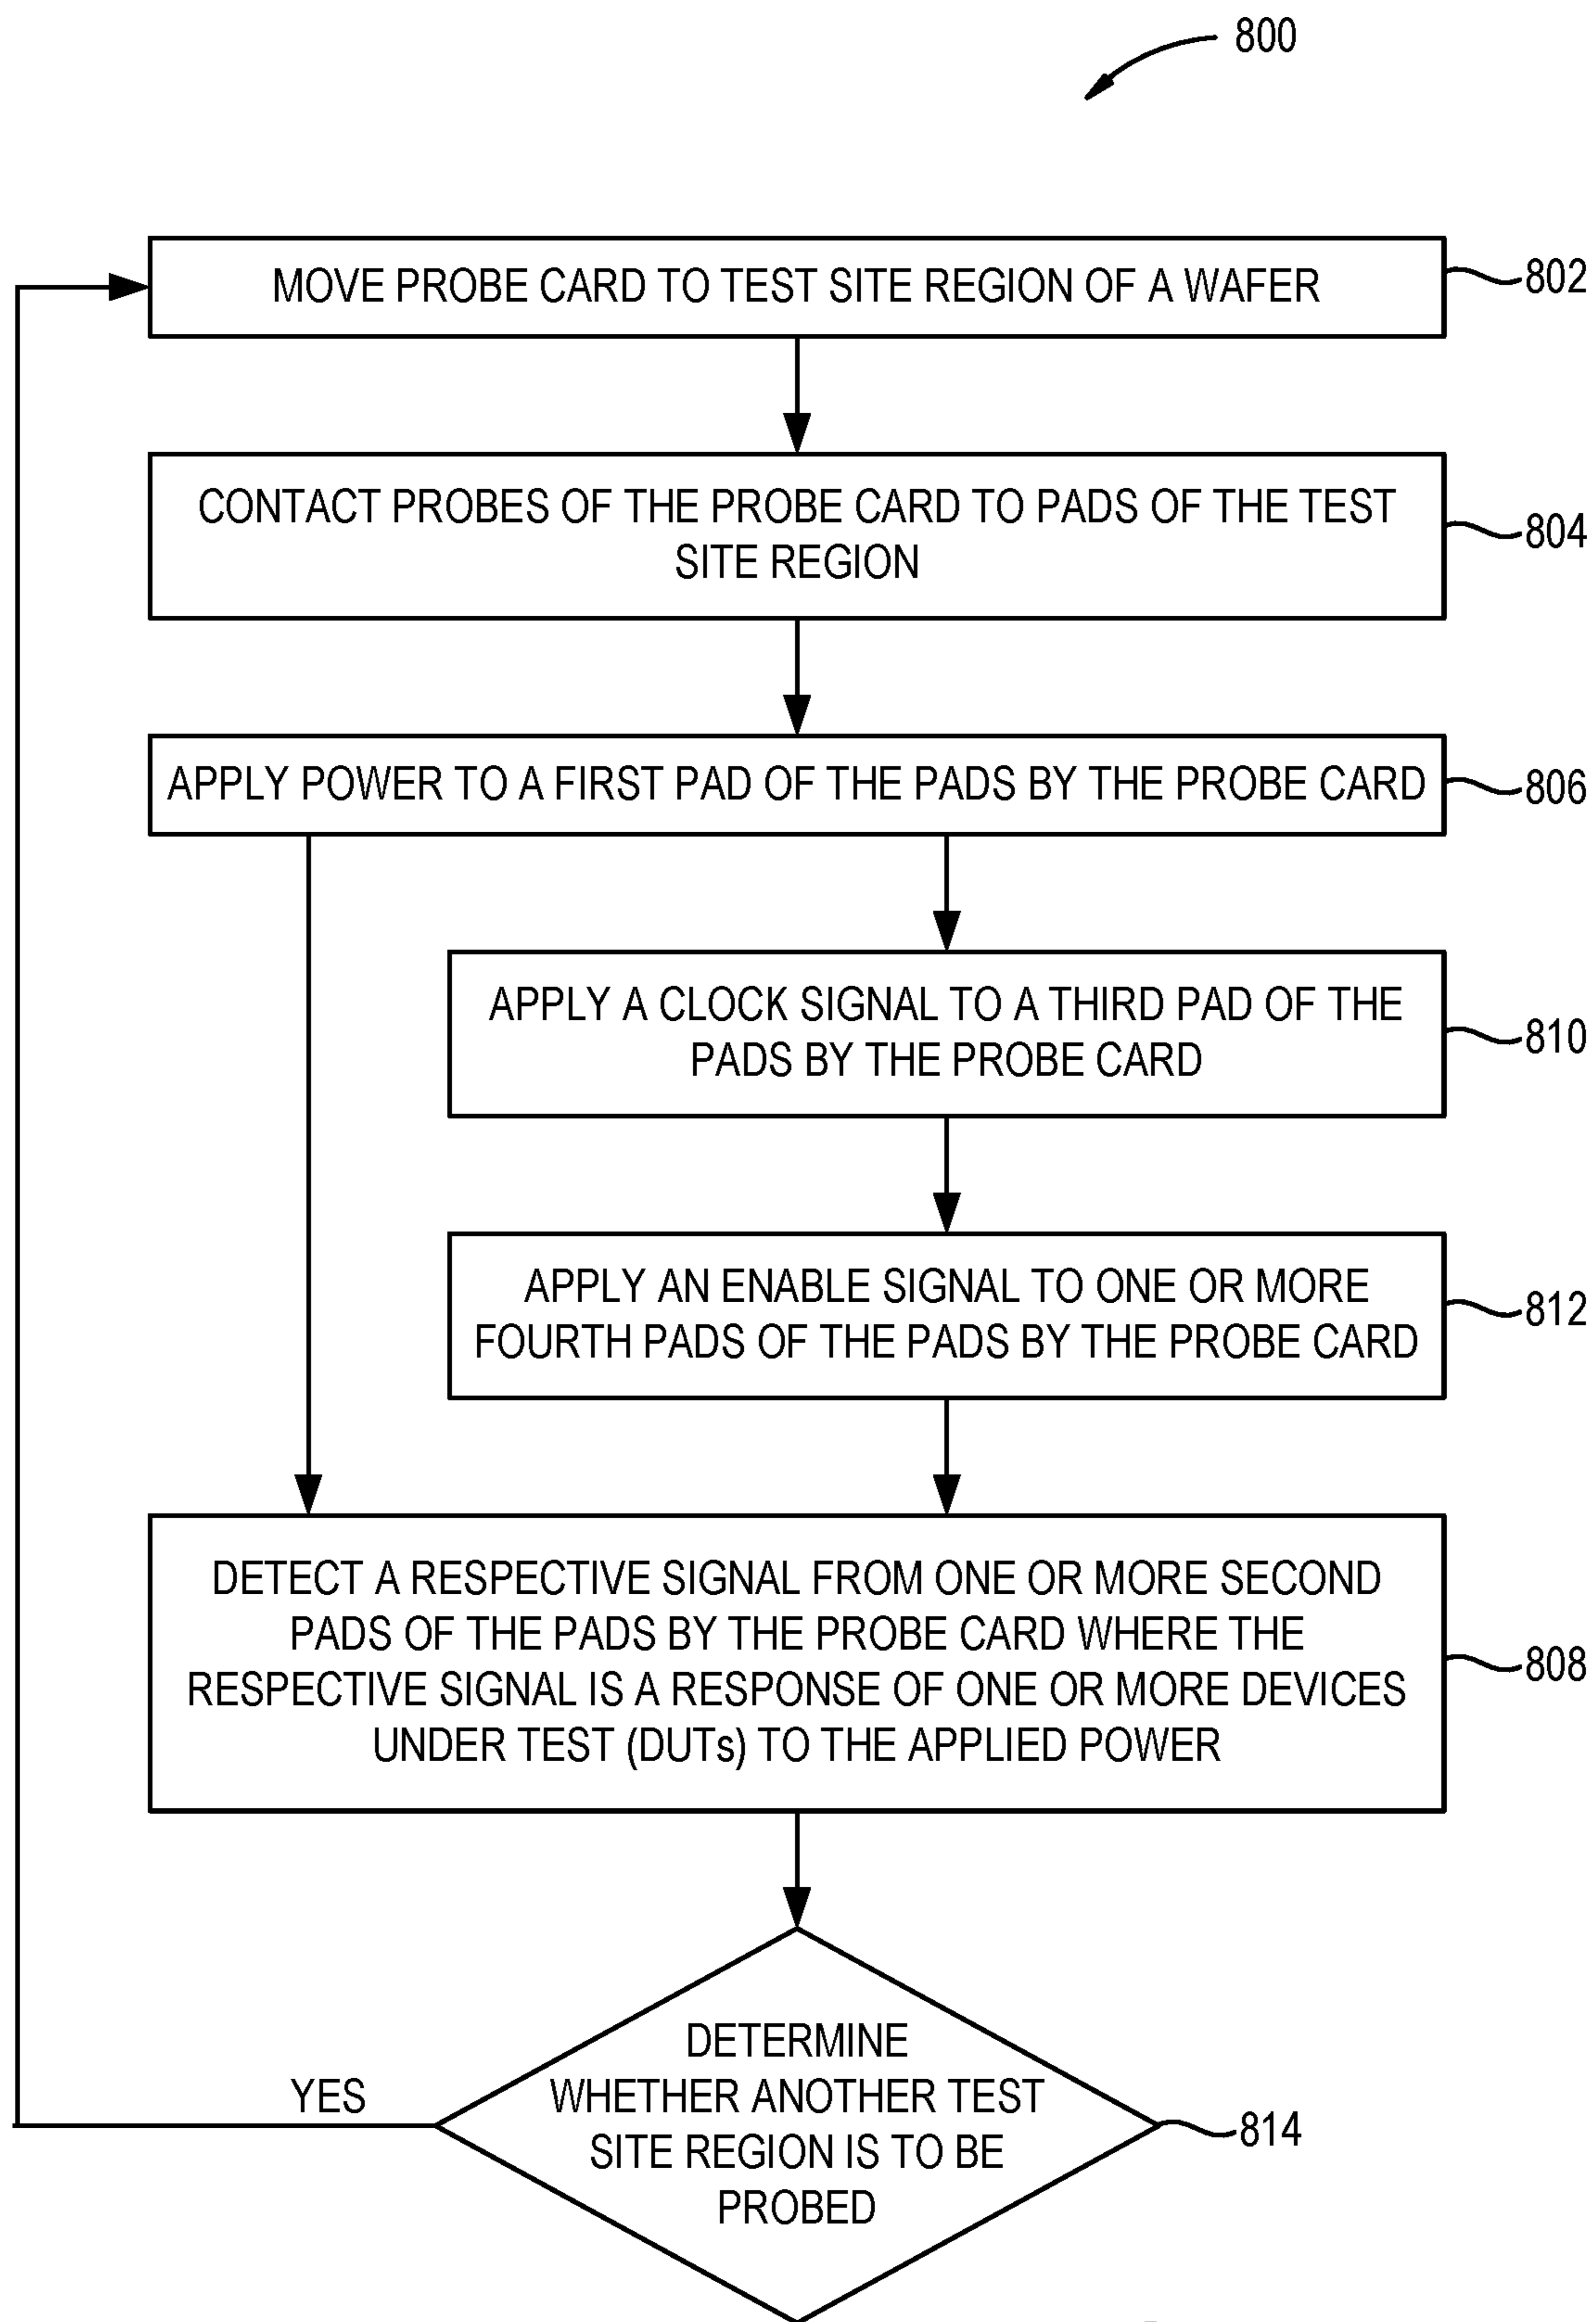 800
MOVE PROBE CARD TO TEST SITE REGION OF A WAFER
802
CONTACT PROBES OF THE PROBE CARD TO PADS OF THE TEST
SITE REGION
804
APPLY POWER TO A FIRST PAD OF THE PADS BY THE PROBE CARD
806
APPLY A CLOCK SIGNAL TO A THIRD PAD OF THE
PADS BY THE PROBE CARD
810
APPLY AN ENABLE SIGNAL TO ONE OR MORE
FOURTH PADS OF THE PADS BY THE PROBE CARD
812
DETECT A RESPECTIVE SIGNAL FROM ONE OR MORE SECOND
PADS OF THE PADS BY THE PROBE CARD WHERE THE
RESPECTIVE SIGNAL IS A RESPONSE OF ONE OR MORE DEVICES
UNDER TEST (DUTs) TO THE APPLIED POWER
808
YES
DETERMINE
WHETHER ANOTHER TEST
SITE REGION IS TO BE
PROBED
814